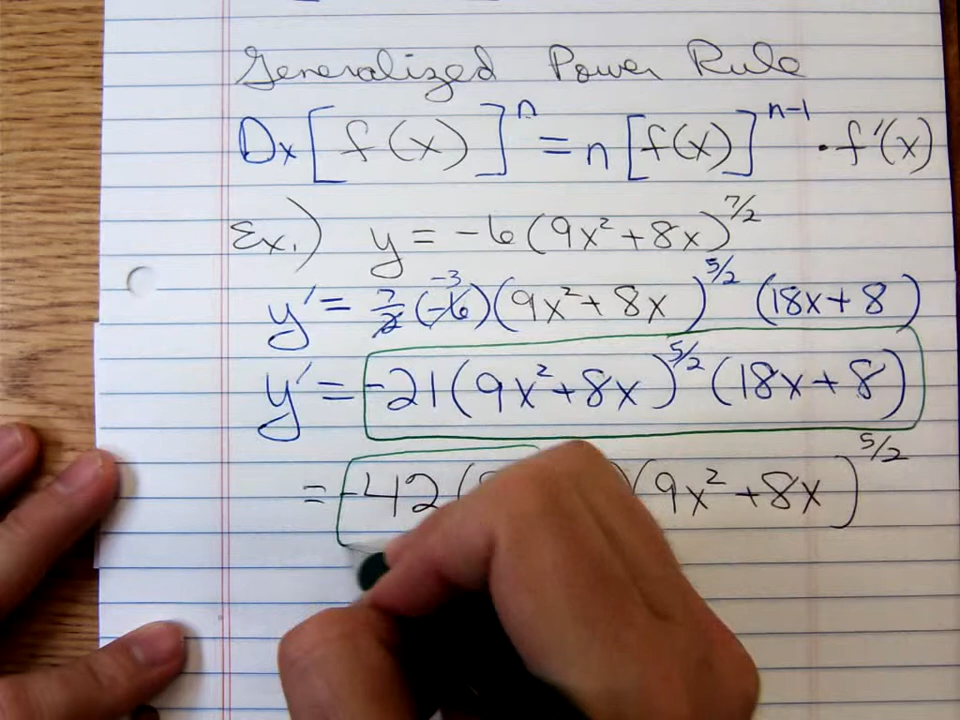 Generalized Power Rule
Dx[f(x)]^n = n[f(x)]^(n-1) · f'(x)
Ex.) y = -6(9x²+8x)^(7/2)
y' = 7/2 (-6)(9x²+8x)^(5/2) (18x+8) -3
y' = -21(9x²+8x)^(5/2) (18x+8)
= -42( (9x²+8x)^(5/2)